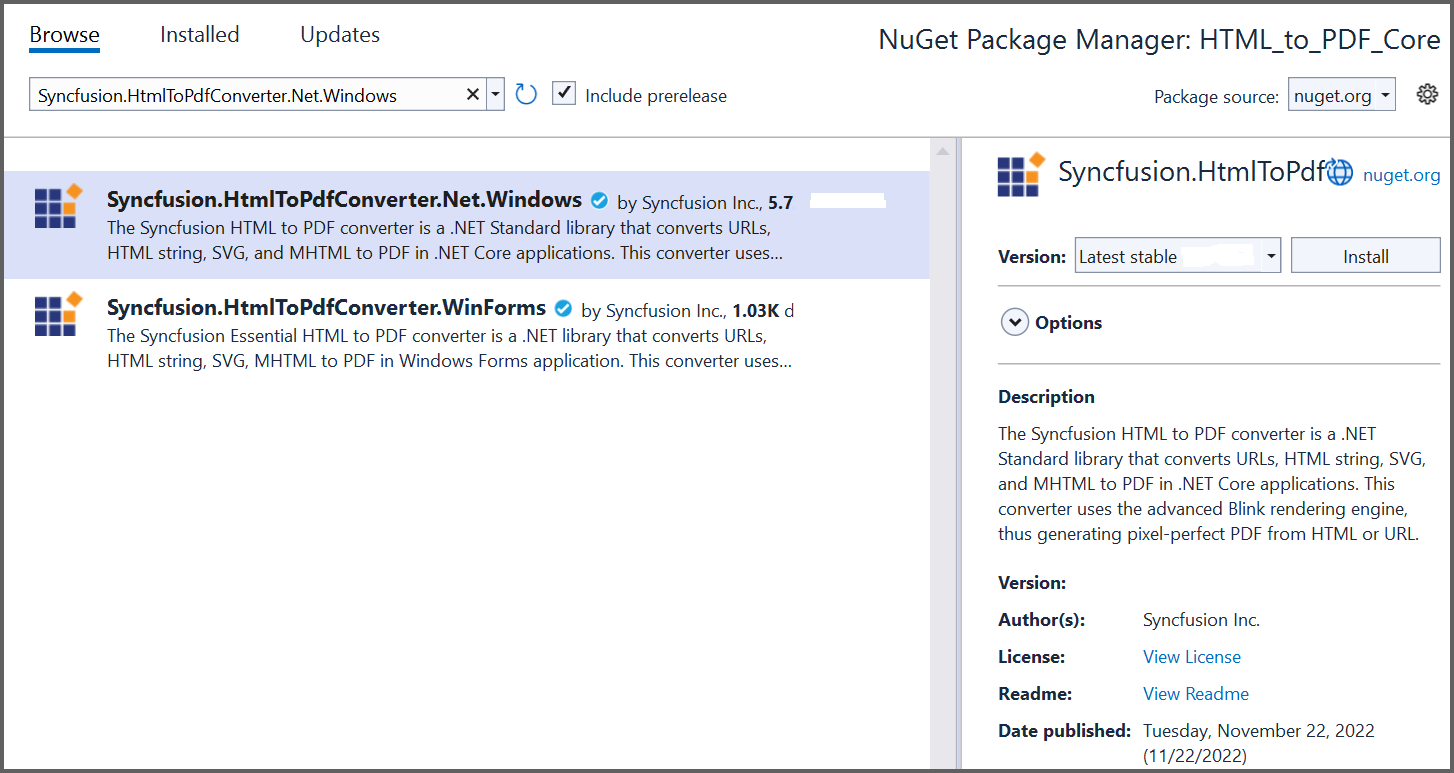 Browse Installed Updates
NuGet Package Manager: HTML_to_PDF_Core
Syncfusion.HtmlToPdfConverter.Net.Windows
Include prerelease
Package source: nuget.org
Syncfusion.HtmlToPdfConverter.Net.Windows by Syncfusion Inc., 5.7
The Syncfusion HTML to PDF converter is a .NET Standard library that converts URLs,
HTML string, SVG, and MHTML to PDF in .NET Core applications. This converter uses...
Syncfusion.HtmlToPdfConverter.WinForms by Syncfusion Inc., 1.03K d
The Syncfusion Essential HTML to PDF converter is a .NET library that converts URLs,
HTML string, SVG, MHTML to PDF in Windows Forms application. This converter uses...
Syncfusion.HtmlToPdf nuget.org
Version: Latest stable Install
Options
Description
The Syncfusion HTML to PDF converter is a .NET
Standard library that converts URLs, HTML string, SVG,
and MHTML to PDF in .NET Core applications. This
converter uses the advanced Blink rendering engine,
thus generating pixel-perfect PDF from HTML or URL.
Version:
Author(s): Syncfusion Inc.
License: View License
Readme: View Readme
Date published: Tuesday, November 22, 2022
(11/22/2022)